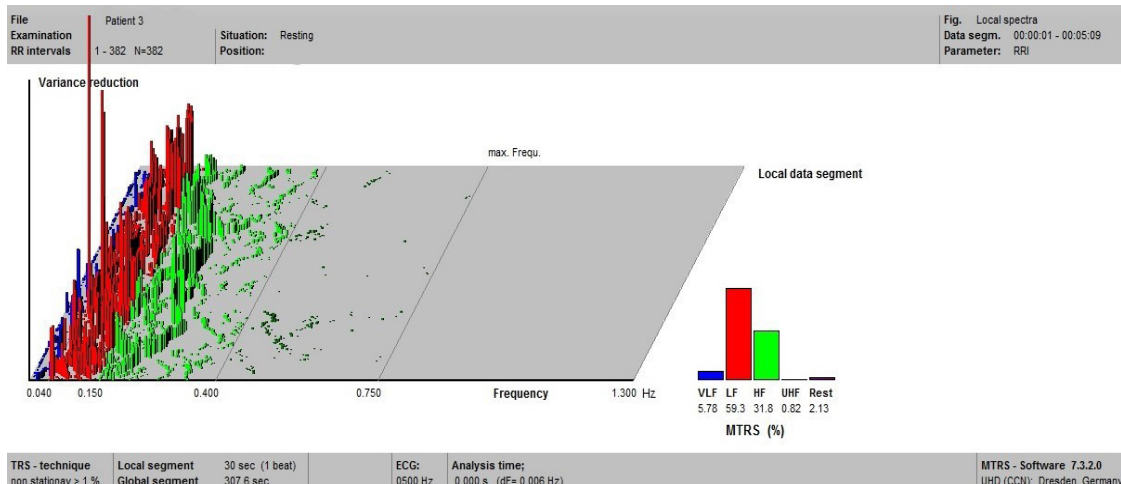 File Patient 3 Fig. Local spectra
Examination Situation: Resting Data segm. 00:00:01 - 00:05:09
RR intervals 1 - 382 N=382 Position: Parameter: RRI
Variance reduction
max. Frequ.
Local data segment
0.040 0.150 0.400 0.750 Frequency 1.300 Hz
VLF LF HF UHF Rest
5.78 59.3 31.8 0.82 2.13
MTRS (%)
TRS - technique Local segment 30 sec (1 beat) ECG: Analysis time; MTRS - Software 7.3.2.0
non stationay > 1 % Global segment 307.6 sec 0500 Hz 0.000 s (dF= 0.006 Hz) UHD (CCN); Dresden, Germany